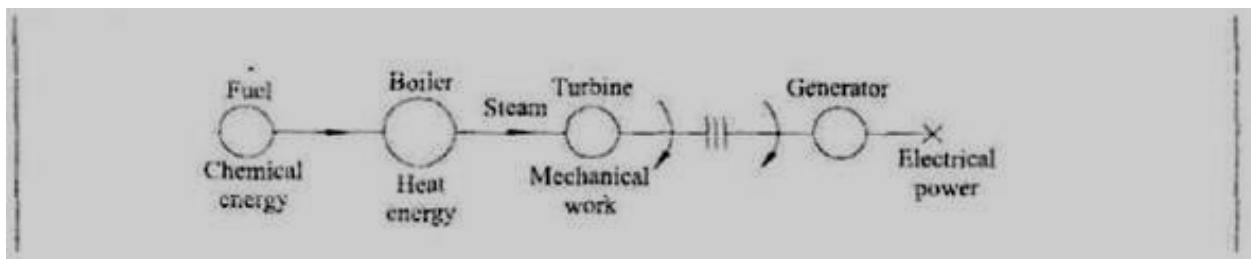 Fuel
Chemical
energy
Boiler
Heat
energy
Steam
Turbine
Mechanical
work
Generator
Electrical
power